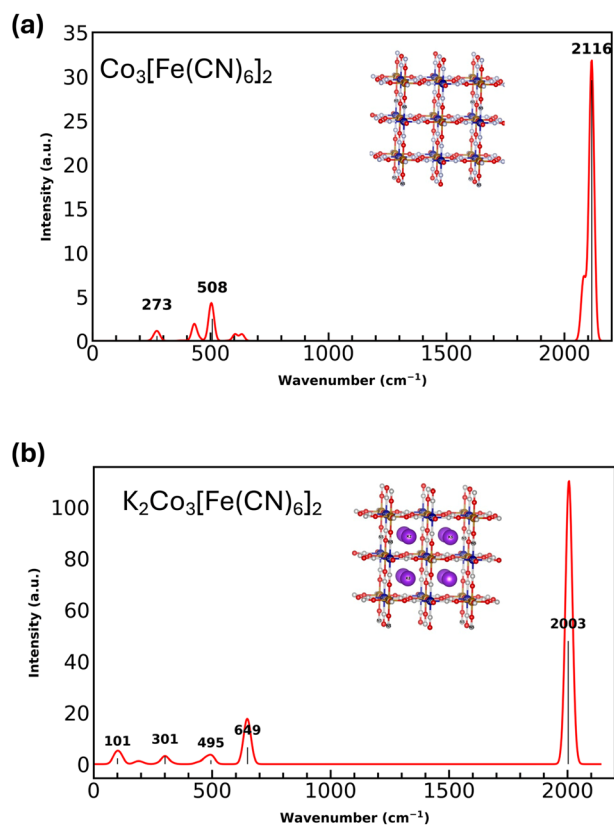 (a)
Co₃[Fe(CN)₆]₂
35
30
25
20
15
10
5
0
Intensity (a.u.)
273
508
2116
0 500 1000 1500 2000
Wavenumber (cm⁻¹)
(b)
K₂Co₃[Fe(CN)₆]₂
100
80
60
40
20
0
Intensity (a.u.)
101
301
495
649
2003
0 500 1000 1500 2000
Wavenumber (cm⁻¹)